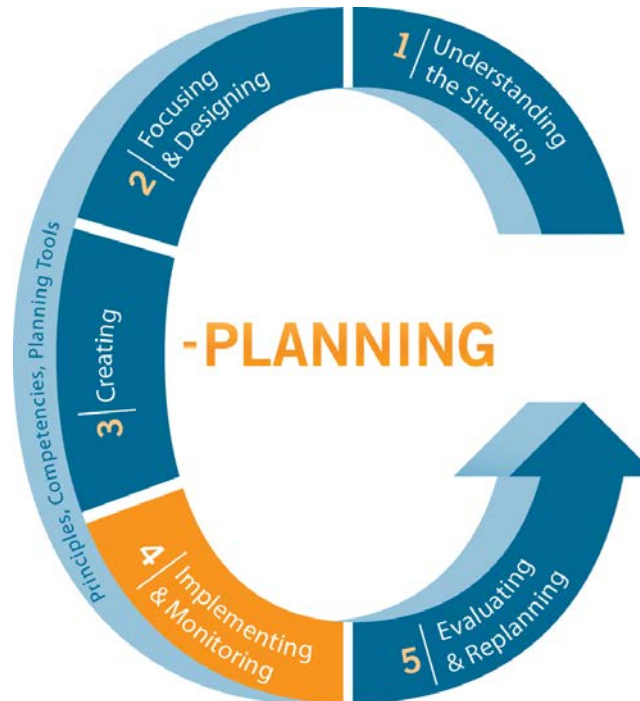 1 Understanding
the Situation
2 Focusing
& Designing
3 Creating
-PLANNING
4 Implementing
& Monitoring
5 Evaluating
& Replanning
Principles, Competencies, Planning Tools